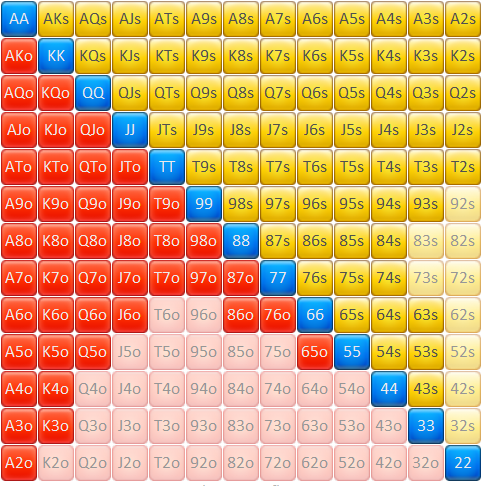 AA AKs AQs AJs ATs A9s A8s A7s A6s A5s A4s A3s A2s
AKo KK KQs KJs KTs K9s K8s K7s K6s K5s K4s K3s K2s
AQo KQo QQ QJs QTs Q9s Q8s Q7s Q6s Q5s Q4s Q3s Q2s
AJo KJo QJo JJ JTs J9s J8s J7s J6s J5s J4s J3s J2s
ATo KTo QTo JTo TT T9s T8s T7s T6s T5s T4s T3s T2s
A9o K9o Q9o J9o T9o 99 98s 97s 96s 95s 94s 93s 92s
A8o K8o Q8o J8o T8o 98o 88 87s 86s 85s 84s 83s 82s
A7o K7o Q7o J7o T7o 97o 87o 77 76s 75s 74s 73s 72s
A6o K6o Q6o J6o T6o 96o 86o 76o 66 65s 64s 63s 62s
A5o K5o Q5o J5o T5o 95o 85o 75o 65o 55 54s 53s 52s
A4o K4o Q4o J4o T4o 94o 84o 74o 64o 54o 44 43s 42s
A3o K3o Q3o J3o T3o 93o 83o 73o 63o 53o 43o 33 32s
A2o K2o Q2o J2o T2o 92o 82o 72o 62o 52o 42o 32o 22